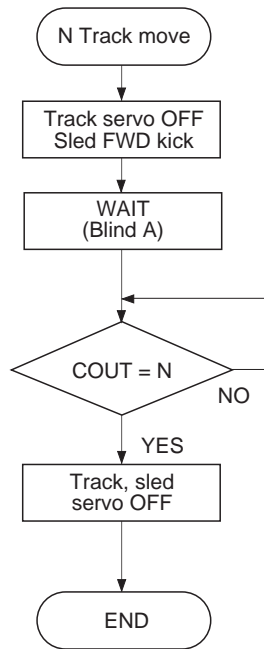 N Track move
Track servo OFF
Sled FWD kick
WAIT
(Blind A)
COUT = N
NO
YES
Track, sled
servo OFF
END